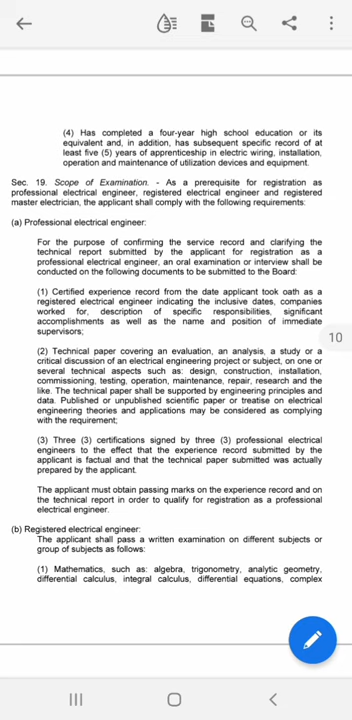 (4) Has completed a four-year high school education or its
equivalent and, in addition, has subsequent specific record of at
least five (5) years of apprenticeship in electric wiring, installation,
operation and maintenance of utilization devices and equipment.
Sec. 19. Scope of Examination. - As a prerequisite for registration as
professional electrical engineer, registered electrical engineer and registered
master electrician, the applicant shall comply with the following requirements:
(a) Professional electrical engineer:
For the purpose of confirming the service record and clarifying the
technical report submitted by the applicant for registration as a
professional electrical engineer, an oral examination or interview shall be
conducted on the following documents to be submitted to the Board:
(1) Certified experience record from the date applicant took oath as a
registered electrical engineer indicating the inclusive dates, companies
worked for, description of specific responsibilities, significant
accomplishments as well as the name and position of immediate
supervisors;
10
(2) Technical paper covering an evaluation, an analysis, a study or a
critical discussion of an electrical engineering project or subject, on one or
several technical aspects such as: design, construction, installation,
commissioning, testing, operation, maintenance, repair, research and the
like. The technical paper shall be supported by engineering principles and
data. Published or unpublished scientific paper or treatise on electrical
engineering theories and applications may be considered as complying
with the requirement;
(3) Three (3) certifications signed by three (3) professional electrical
engineers to the effect that the experience record submitted by the
applicant is factual and that the technical paper submitted was actually
prepared by the applicant.
The applicant must obtain passing marks on the experience record and on
the technical report in order to qualify for registration as a professional
electrical engineer.
(b) Registered electrical engineer:
The applicant shall pass a written examination on different subjects or
group of subjects as follows:
(1) Mathematics, such as: algebra, trigonometry, analytic geometry,
differential calculus, integral calculus, differential equations, complex